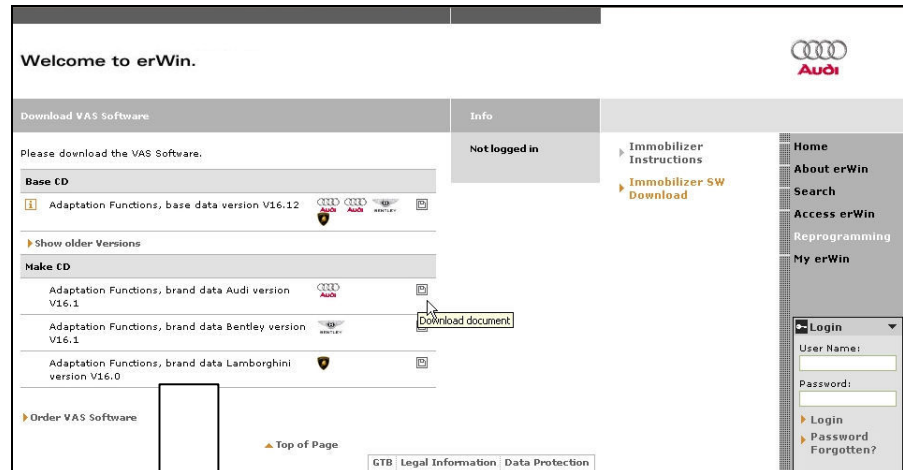 Welcome to erWin.
Audi
Download VAS Software
Info
Please download the VAS Software.
Base CD
Adaptation Functions, base data version V16.12
Audi Audi BENTLEY
Show older Versions
Make CD
Adaptation Functions, brand data Audi version
V16.1
Audi
Download document
Adaptation Functions, brand data Bentley version
V16.1
BENTLEY
Adaptation Functions, brand data Lamborghini
version V16.0
Order VAS Software
Top of Page
GTB Legal Information Data Protection
Not logged in
Immobilizer
Instructions
Immobilizer SW
Download
Home
About erWin
Search
Access erWin
Reprogramming
My erWin
Login
User Name:
Password:
Login
Password
Forgotten?